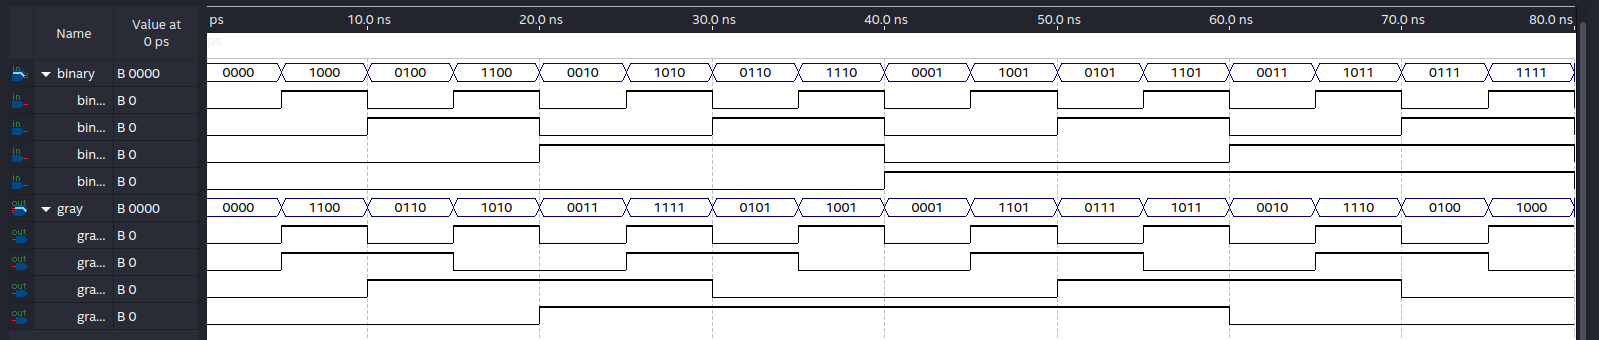 ps 10.0 ns 20.0 ns 30.0 ns 40.0 ns 50.0 ns 60.0 ns 70.0 ns 80.0 ns
Name Value at
0 ps
ps
in binary B 0000 0000 1000 0100 1100 0010 1010 0110 1110 0001 1001 0101 1101 0011 1011 0111 1111
in bin... B 0
in bin... B 0
in bin... B 0
in bin... B 0
out gray B 0000 0000 1100 0110 1010 0011 1111 0101 1001 0001 1101 0111 1011 0010 1110 0100 1000
out gra... B 0
out gra... B 0
out gra... B 0
out gra... B 0